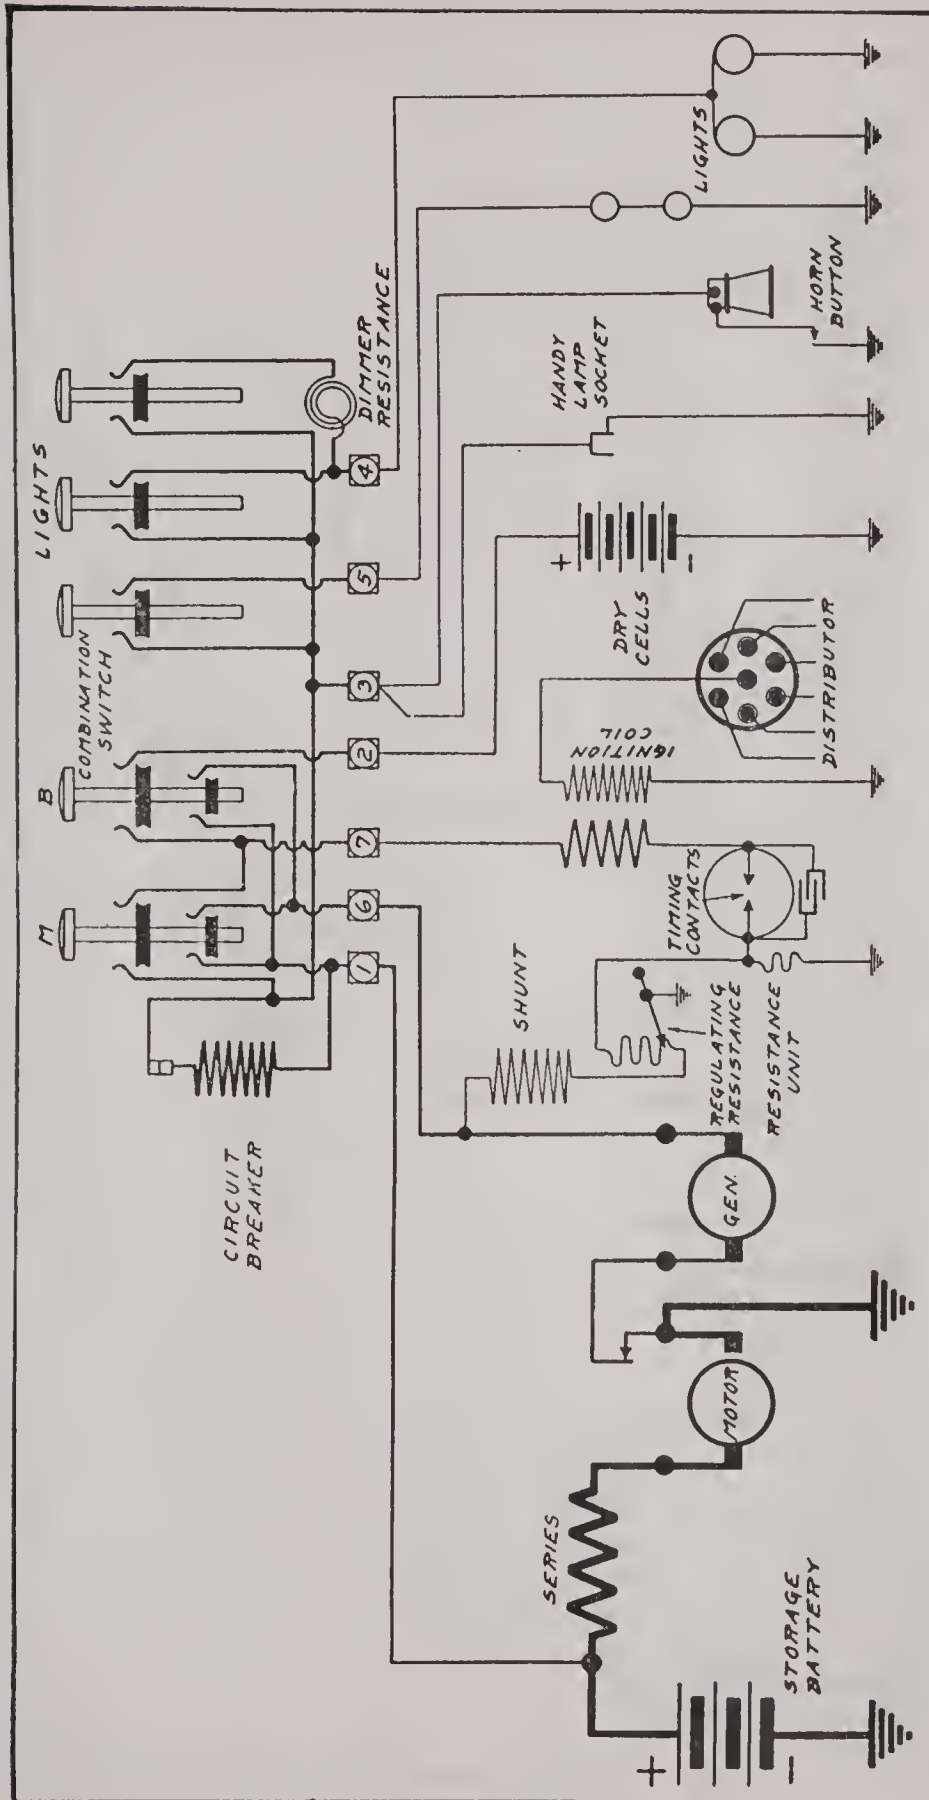 LIGHTS
M
B
COMBINATION
SWITCH
CIRCUIT
BREAKER
1
6
7
2
3
5
4
DIMMER
RESISTANCE
SERIES
SHUNT
HANDY
LAMP
SOCKET
DRY
CELLS
+
-
IGNITION
COIL
TIMING
CONTACTS
REGULATING
RESISTANCE
RESISTANCE
UNIT
DISTRIBUTOR
HORN
BUTTON
LIGHTS
STORAGE
BATTERY
+
-
MOTOR
GEN.